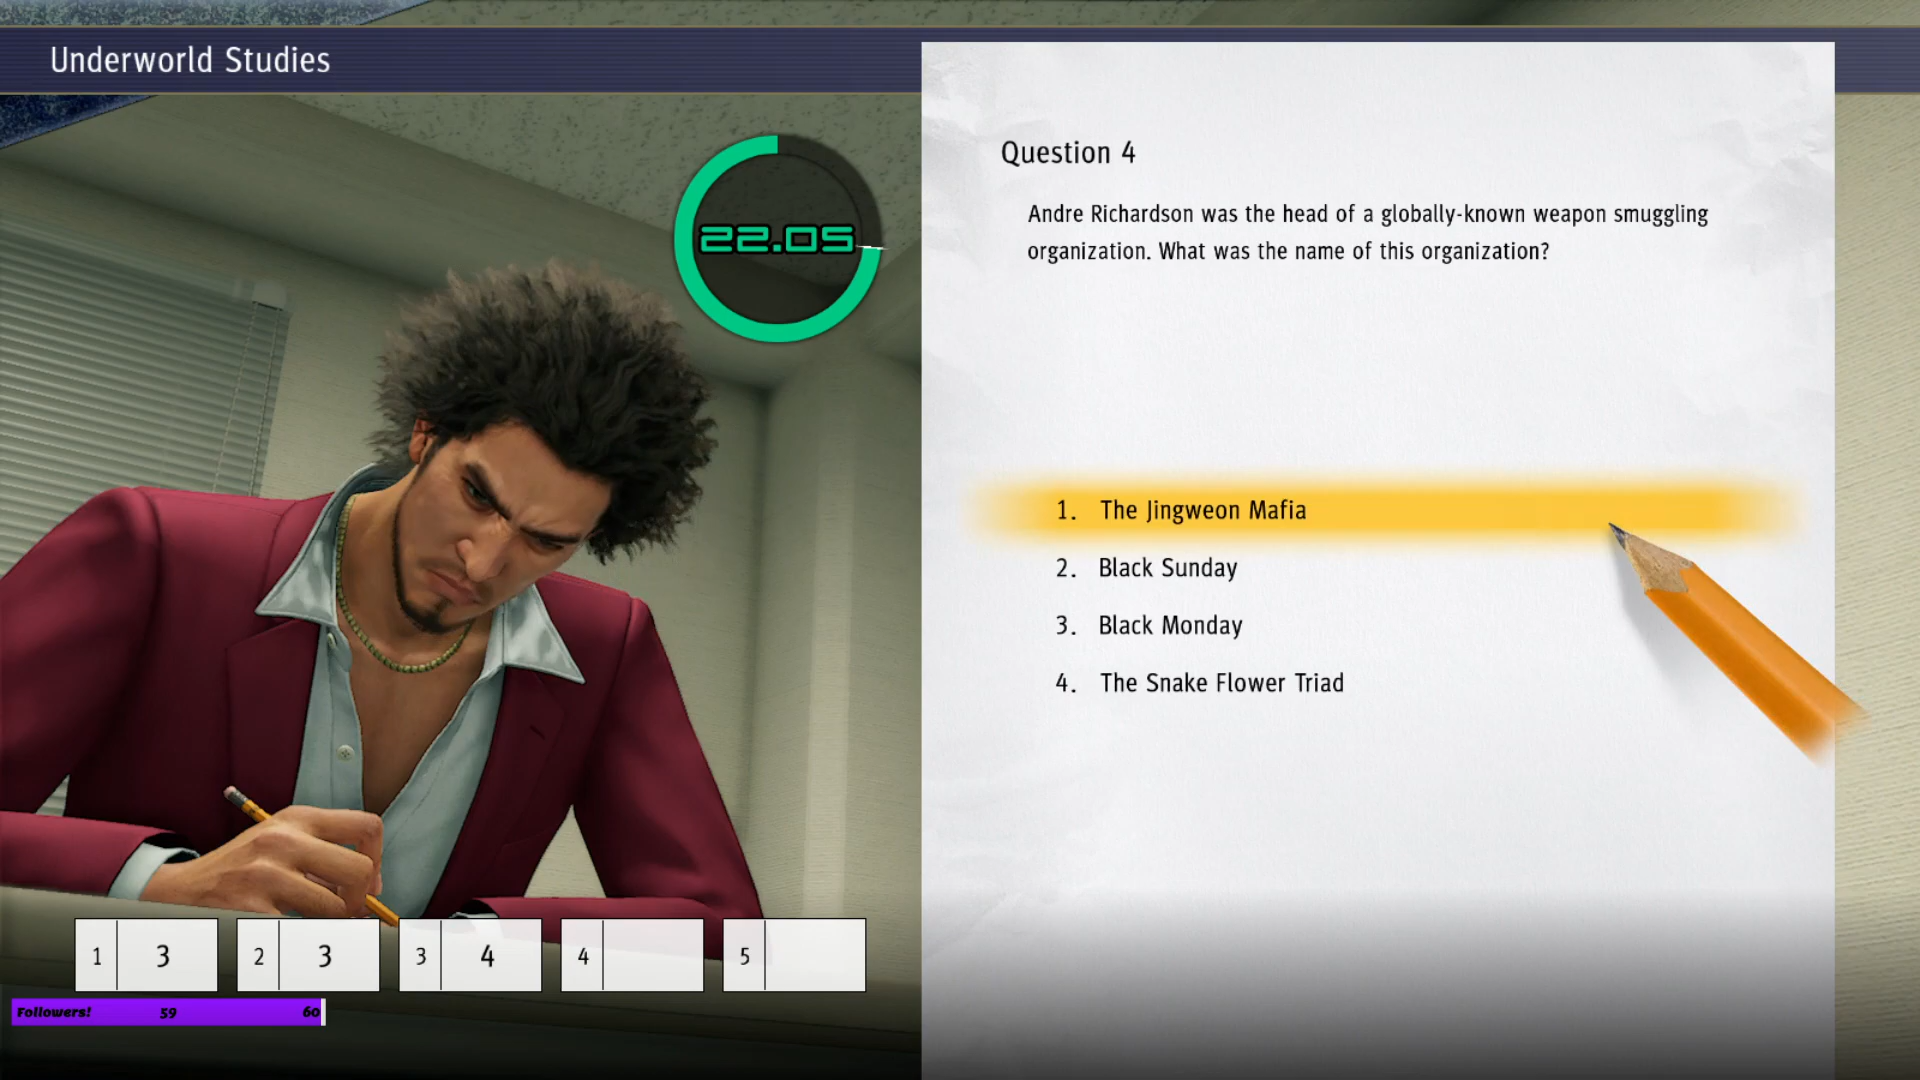 Underworld Studies
22.05
Question 4
Andre Richardson was the head of a globally-known weapon smuggling
organization. What was the name of this organization?
1. The Jingweon Mafia
2. Black Sunday
3. Black Monday
4. The Snake Flower Triad
1 3 2 3 3 4 4 5
Followers! 59 60